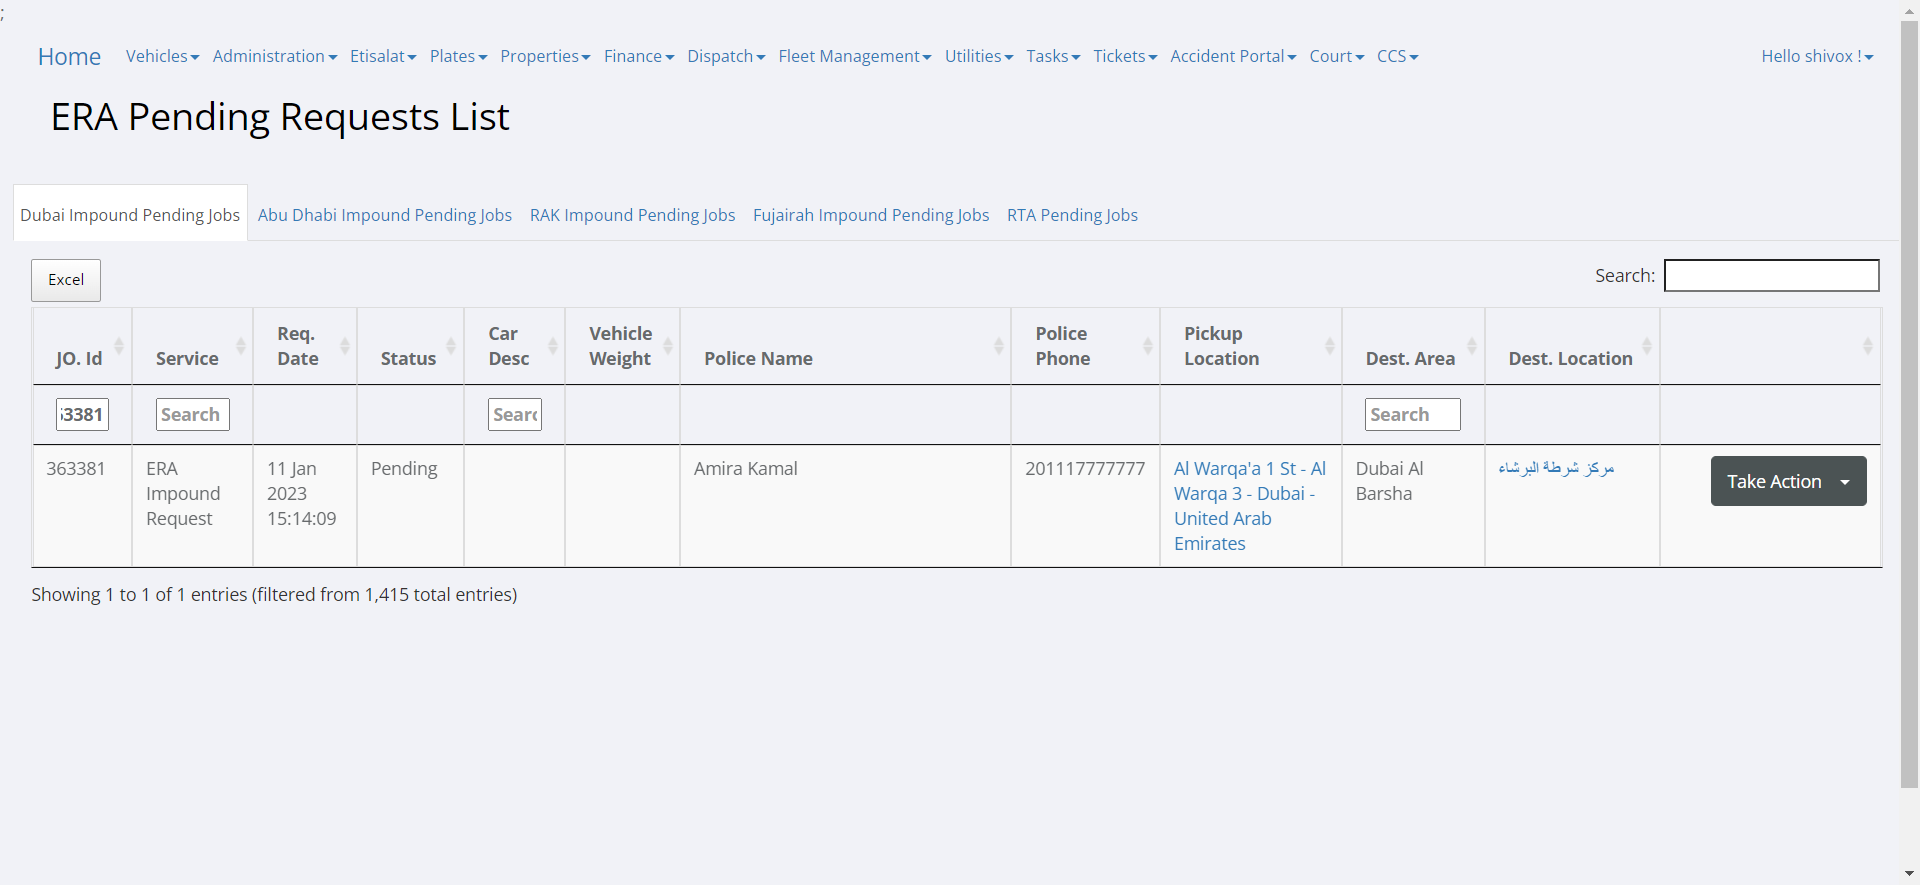 ;
Home Vehicles Administration Etisalat Plates Properties Finance Dispatch Fleet Management Utilities Tasks Tickets Accident Portal Court CCS Hello shivox !
ERA Pending Requests List
Dubai Impound Pending Jobs Abu Dhabi Impound Pending Jobs RAK Impound Pending Jobs Fujairah Impound Pending Jobs RTA Pending Jobs
Excel
Search:
JO. Id
Service
Req.
Date
Status
Car
Desc
Vehicle
Weight
Police Name
Police
Phone
Pickup
Location
Dest. Area
Dest. Location
3381
Search
Search
363381
ERA
Impound
Request
11 Jan
2023
15:14:09
Pending
Amira Kamal
201117777777
Al Warqa'a 1 St - Al
Warqa 3 - Dubai -
United Arab
Emirates
Dubai Al
Barsha
مركز شرطة البرشاء
Take Action
Showing 1 to 1 of 1 entries (filtered from 1,415 total entries)